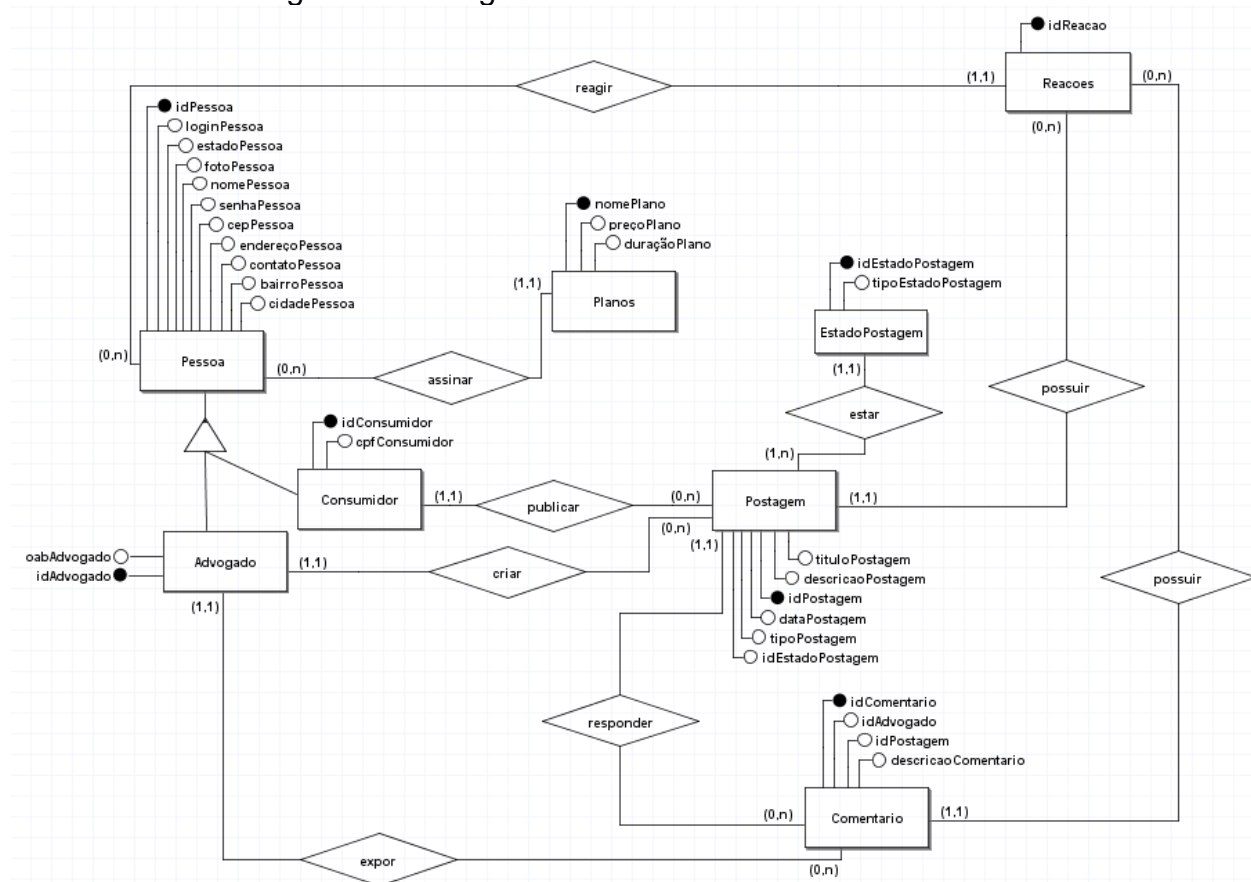 idReacao
reagir
(1,1)
Reacoes
(0,n)
(0,n)
idPessoa
loginPessoa
estadoPessoa
fotoPessoa
nomePessoa
senhaPessoa
cepPessoa
endereçoPessoa
contatoPessoa
bairroPessoa
cidadePessoa
(0,n)
Pessoa
(0,n)
assinar
nomePlano
preçoPlano
duraçãoPlano
(1,1)
Planos
idEstadoPostagem
tipoEstadoPostagem
EstadoPostagem
(1,1)
estar
(1,n)
possuir
idConsumidor
cpfConsumidor
Consumidor
(1,1)
publicar
(0,n)
Postagem
(1,1)
oabAdvogado
idAdvogado
Advogado
(1,1)
criar
(0,n)
(1,1)
(1,1)
tituloPostagem
descricaoPostagem
idPostagem
dataPostagem
tipoPostagem
idEstadoPostagem
possuir
responder
idComentario
idAdvogado
idPostagem
descricaoComentario
(0,n)
Comentario
(1,1)
expor
(0,n)